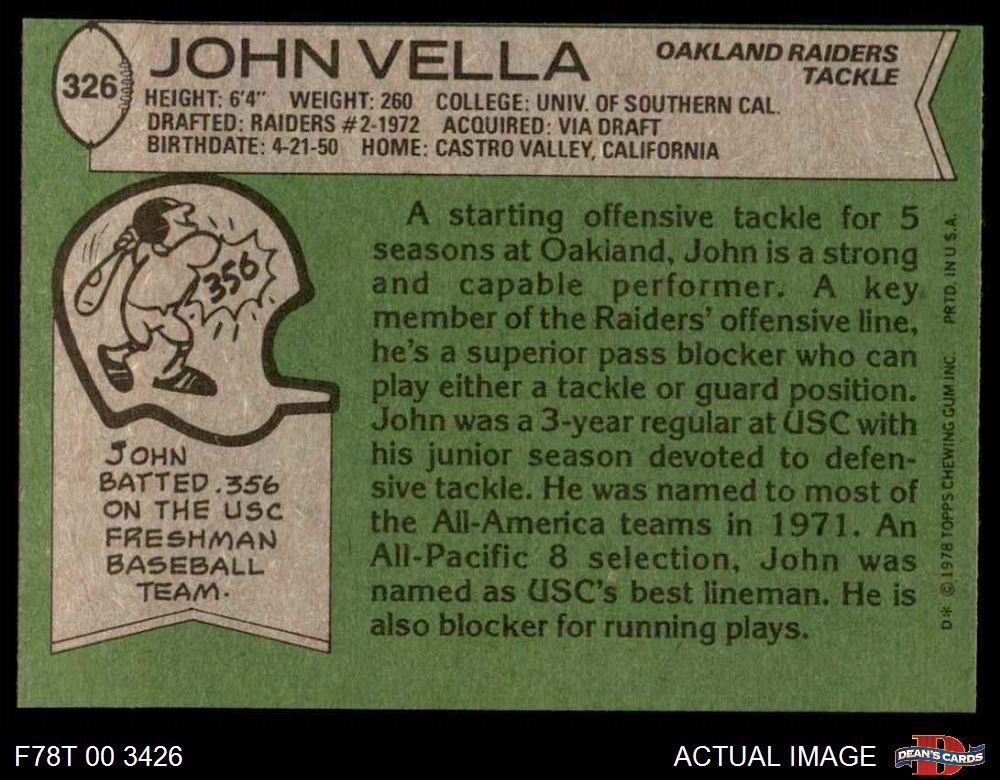 326
JOHN VELLA
OAKLAND RAIDERS
TACKLE
HEIGHT: 6'4" WEIGHT: 260 COLLEGE: UNIV. OF SOUTHERN CAL.
DRAFTED: RAIDERS #2-1972 ACQUIRED: VIA DRAFT
BIRTHDATE: 4-21-50 HOME: CASTRO VALLEY, CALIFORNIA
356
JOHN
BATTED .356
ON THE USC
FRESHMAN
BASEBALL
TEAM.
A starting offensive tackle for 5
seasons at Oakland, John is a strong
and capable performer. A key
member of the Raiders' offensive line,
he's a superior pass blocker who can
play either a tackle or guard position.
John was a 3-year regular at USC with
his junior season devoted to defen-
sive tackle. He was named to most of
the All-America teams in 1971. An
All-Pacific 8 selection, John was
named as USC's best lineman. He is
also blocker for running plays.
D* © 1978 TOPPS CHEWING GUM INC. PRTD. IN U.S.A.
F78T 00 3426
ACTUAL IMAGE
D
DEAN'S CARDS